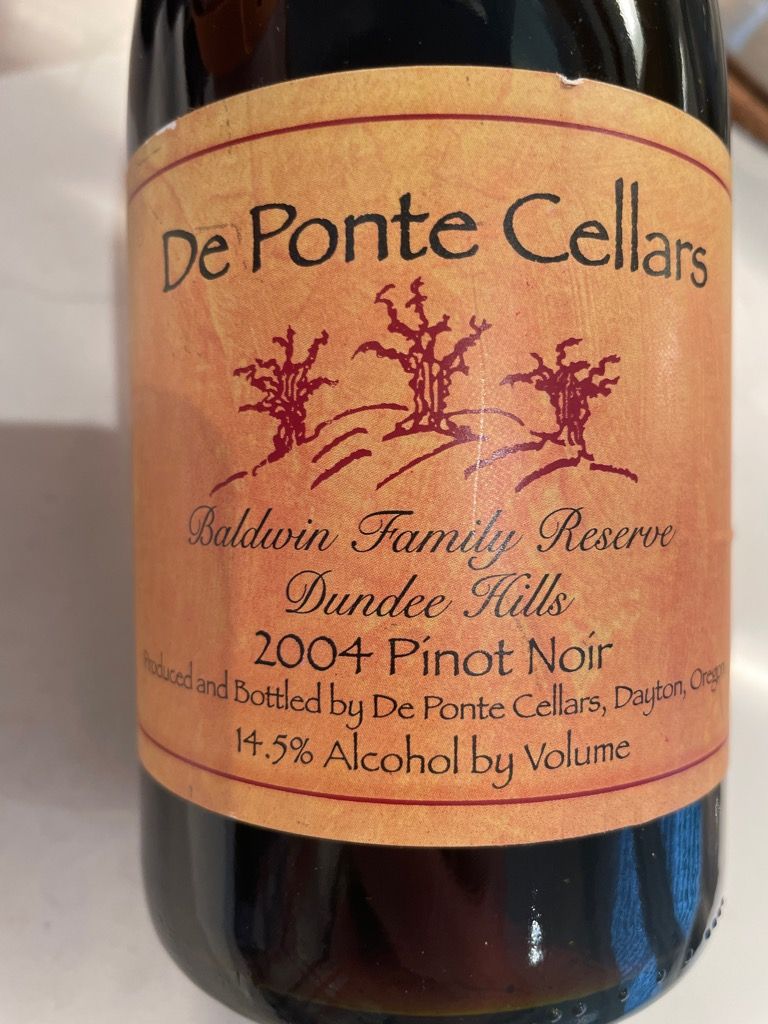 De Ponte Cellars
Baldwin Family Reserve
Dundee Hills
2004 Pinot Noir
Produced and Bottled by De Ponte Cellars, Dayton, Oregon
14.5% Alcohol by Volume